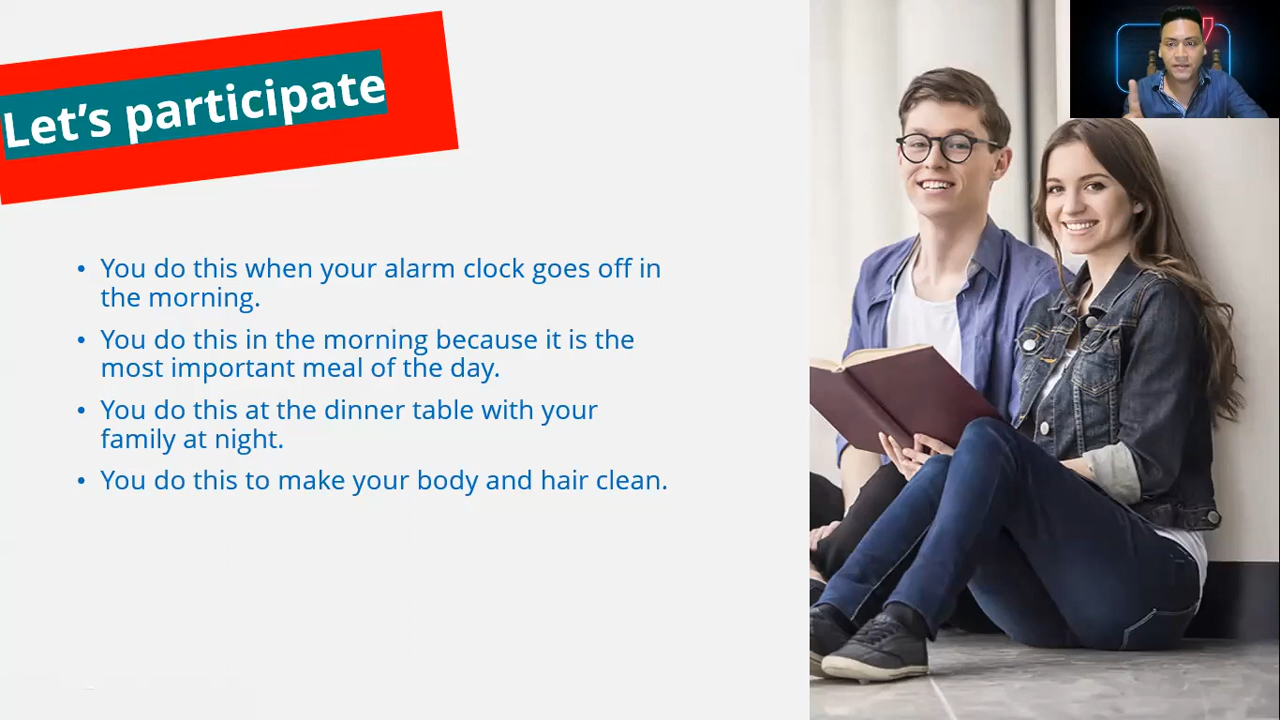 Let's participate
• You do this when your alarm clock goes off in
the morning.
• You do this in the morning because it is the
most important meal of the day.
• You do this at the dinner table with your
family at night.
• You do this to make your body and hair clean.